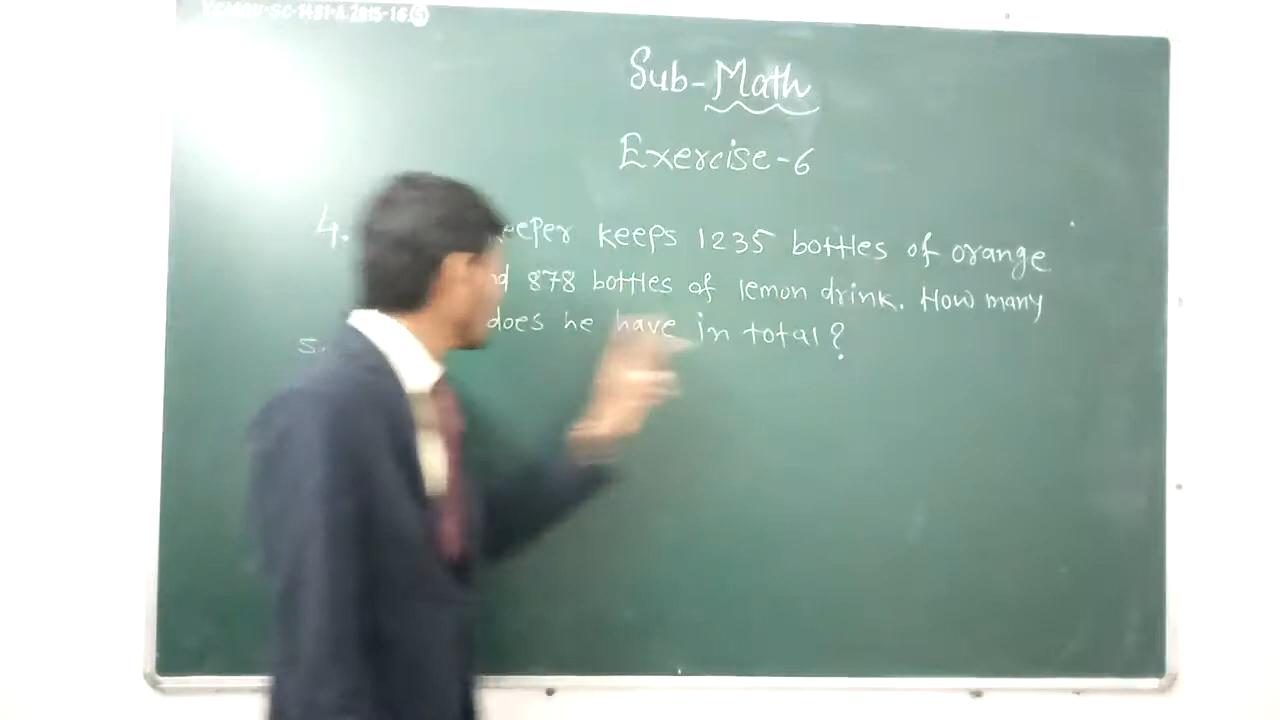 Sub-Math
Exercise-6
4. keeps 1235 bottles of orange
878 bottles of lemon drink. How many
does he have in total?
5.